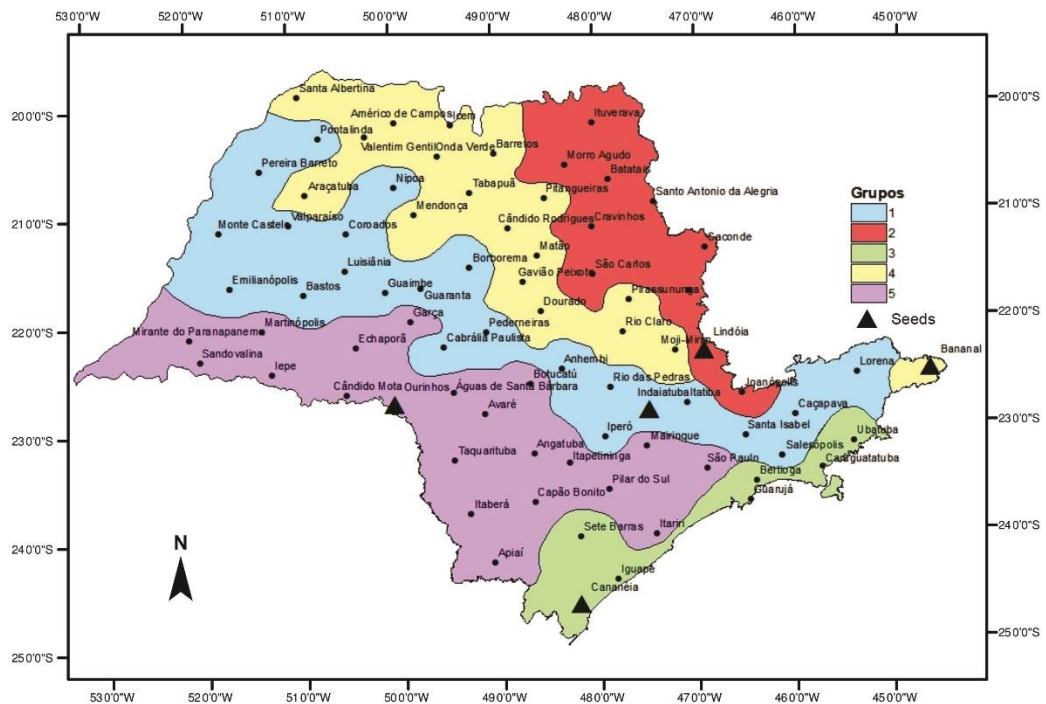 53°0'0"W 52°0'0"W 51°0'0"W 50°0'0"W 49°0'0"W 48°0'0"W 47°0'0"W 46°0'0"W 45°0'0"W
20°0'0"S
21°0'0"S
22°0'0"S
23°0'0"S
24°0'0"S
25°0'0"S
Santa Albertina
Américo de Campos
Icem
Ituverava
Pontalinda
Valentim Gentil
Onda Verde
Barretos
Pereira Barreto
Nipoa
Morro Agudo
Batatais
Araçatuba
Tabapuã
Pitangueiras
Santo Antonio da Alegria
Mendonça
Monte Castelo
Valparaíso
Coroados
Cândido Rodrigues
Cravinhos
Matão
Caconde
Luisiânia
Borborema
Gavião Peixoto
São Carlos
Emilianópolis
Bastos
Guaimbe
Guaranta
Pirassununga
Martinópolis
Garça
Dourado
Mirante do Paranapanema
Echaporã
Pederneiras
Cabrália Paulista
Rio Claro
Moji-Mirim
Lindóia
Sandovalina
Iepe
Anhembi
Lorena
Bananal
Cândido Mota
Ourinhos
Águas de Santa Bárbara
Botucatú
Rio das Pedras
Indaiatuba
Itatiba
Joanópolis
Avaré
Caçapava
Iperó
Santa Isabel
Ubatuba
Taquarituba
Angatuba
Itapetininga
Mairinque
São Paulo
Salesópolis
Caraguatatuba
Bertioga
Guarujá
Itaberá
Capão Bonito
Pilar do Sul
Sete Barras
Itariri
Apiaí
Iguape
Cananéia
Grupos
1
2
3
4
5
Seeds
N
20°0'0"S
21°0'0"S
22°0'0"S
23°0'0"S
24°0'0"S
25°0'0"S
53°0'0"W 52°0'0"W 51°0'0"W 50°0'0"W 49°0'0"W 48°0'0"W 47°0'0"W 46°0'0"W 45°0'0"W